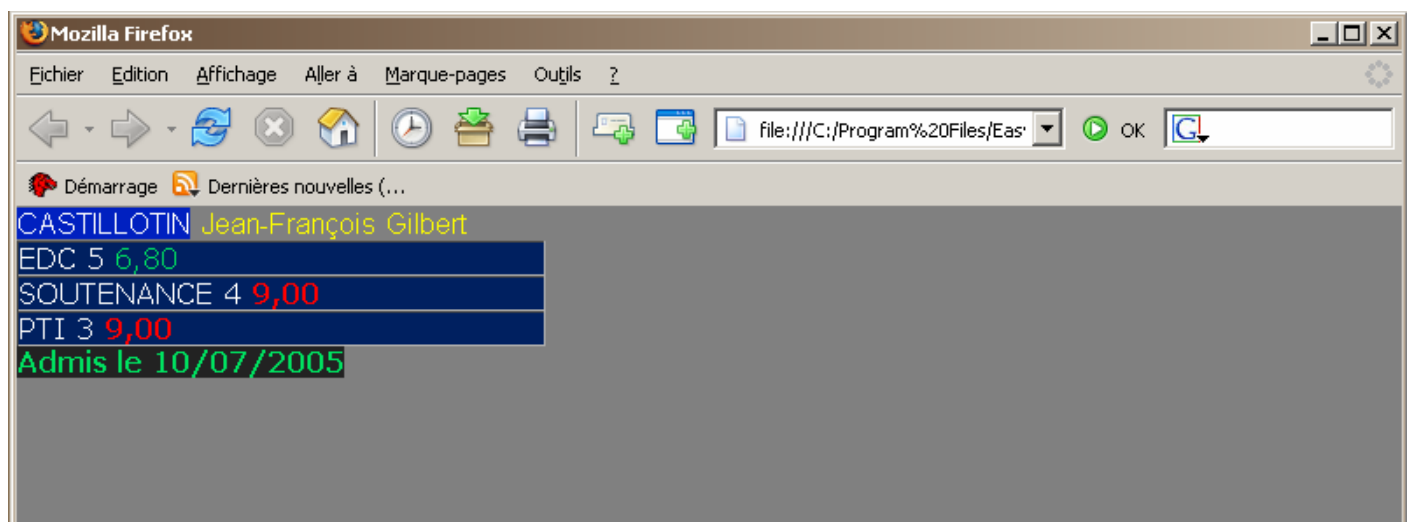 Mozilla Firefox
Fichier Edition Affichage Aller à Marque-pages Outils ?
file:///C:/Program%20Files/Eas OK G
Démarrage Dernières nouvelles (...
CASTILLOTIN Jean-François Gilbert
EDC 5 6,80
SOUTENANCE 4 9,00
PTI 3 9,00
Admis le 10/07/2005